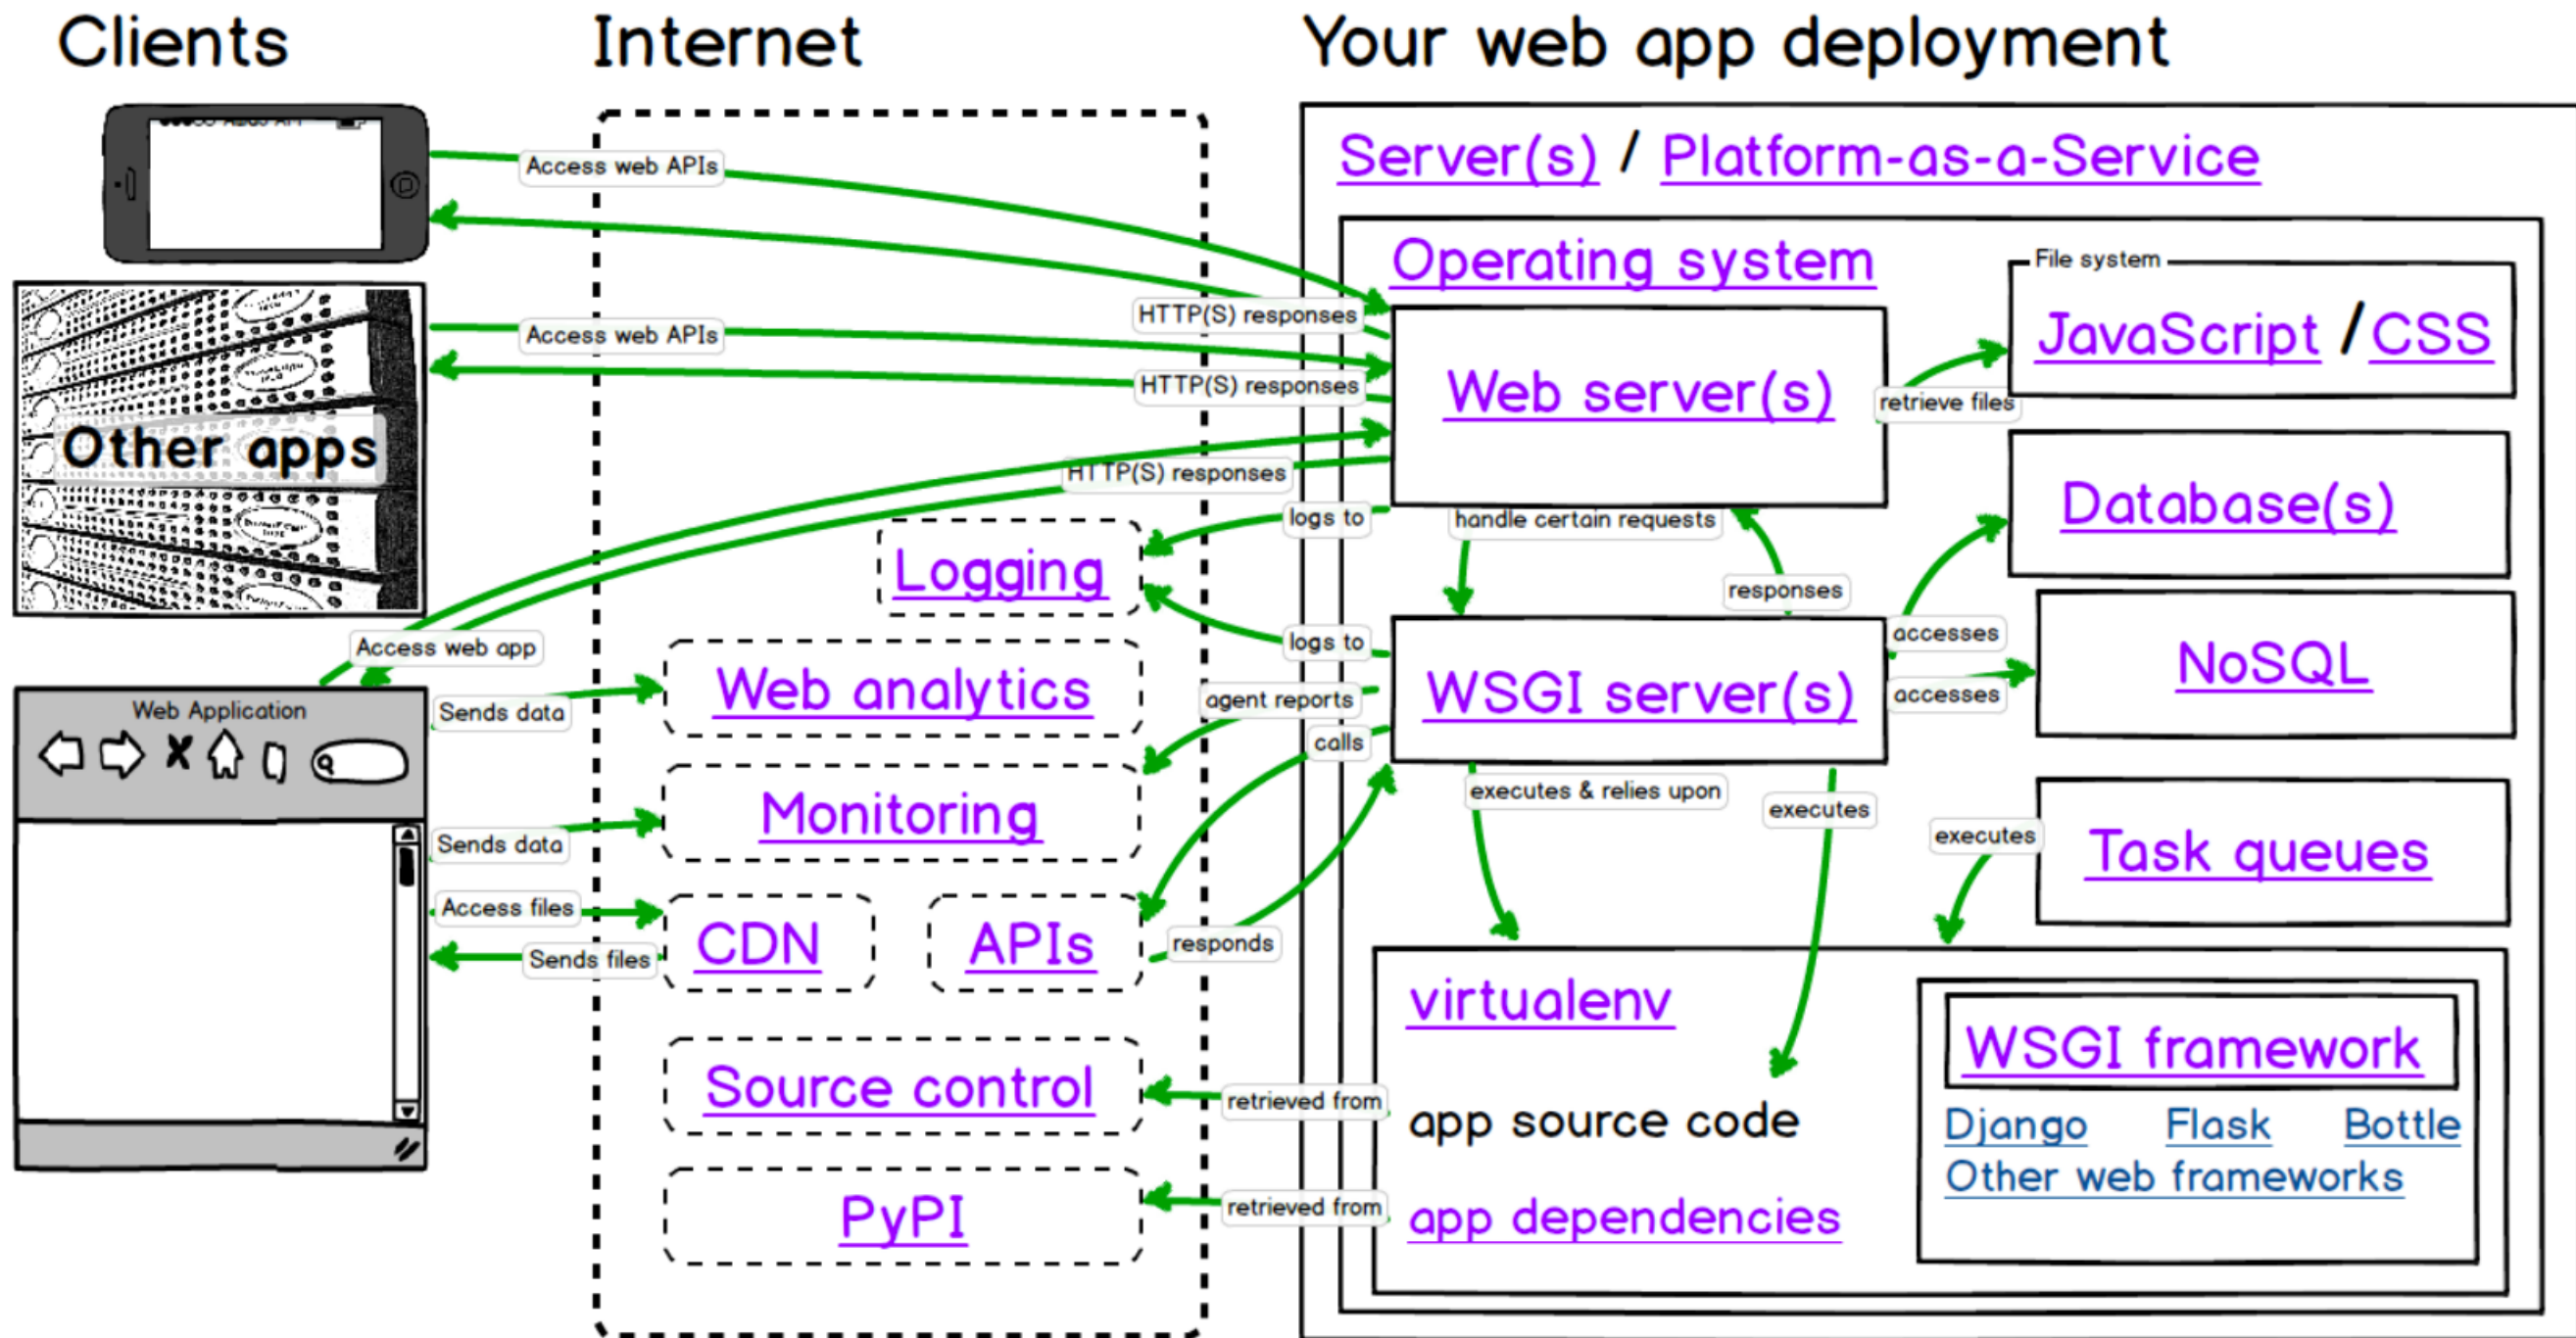 Clients
Internet
Your web app deployment
Server(s) / Platform-as-a-Service
Access web APIs
Operating system
File system
JavaScript / CSS
HTTP(S) responses
Access web APIs
HTTP(S) responses
Web server(s)
retrieve files
Other apps
HTTP(S) responses
logs to
handle certain requests
Database(s)
Logging
responses
Access web app
logs to
accesses
Web analytics
agent reports
WSGI server(s)
accesses
NoSQL
Web Application
Sends data
calls
Monitoring
executes & relies upon
executes
executes
Task queues
Sends data
Access files
CDN
APIs
responds
Sends files
virtualenv
WSGI framework
Source control
retrieved from
app source code
Django Flask Bottle
Other web frameworks
PyPI
retrieved from
app dependencies